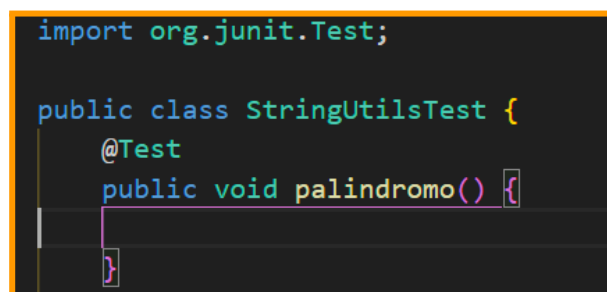 import org.junit.Test;
public class StringUtilsTest {
@Test
public void palindromo() {
}